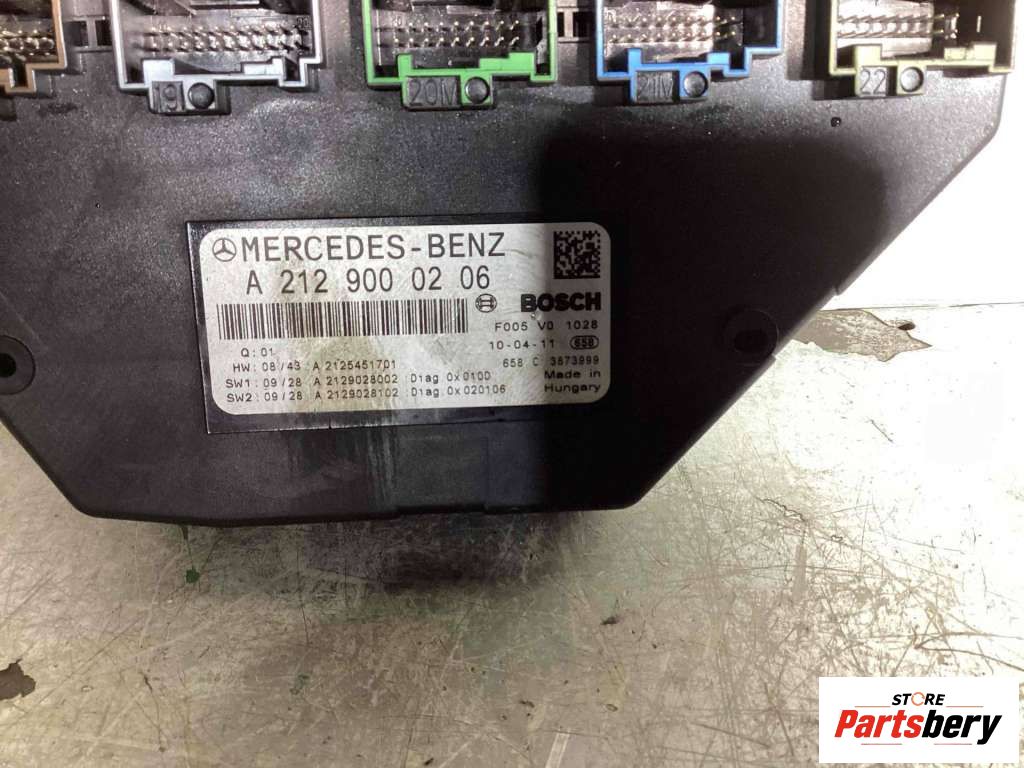 19
20IV
21IV
22
MERCEDES-BENZ
A 212 900 02 06
BOSCH
F005 V0 1028
10-04-11 658
658 C 3873999
Made in
Hungary
Q: 01
HW: 08/43 : A 2125451701
SW1: 09/28 : A 2129028002 : Diag. 0x0100
SW2: 09/28 : A 2129028102 : Diag. 0x020106
STORE
Partsbery